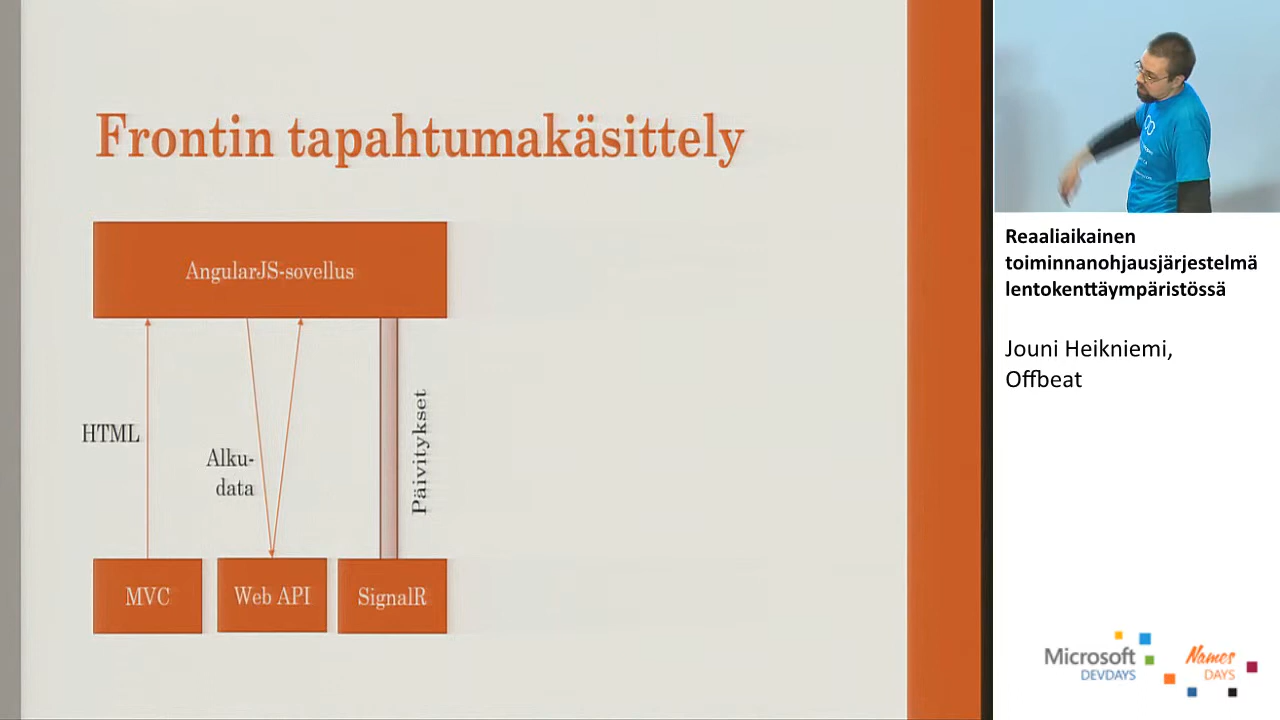 Frontin tapahtumakäsittely
AngularJS-sovellus
HTML
Alku-
data
Päivitykset
MVC
Web API
SignalR
Reaaliaikainen
toiminnanohjausjärjestelmä
lentokenttäympäristössä
Jouni Heikniemi,
Offbeat
Microsoft
DEVDAYS
Names
DAYS